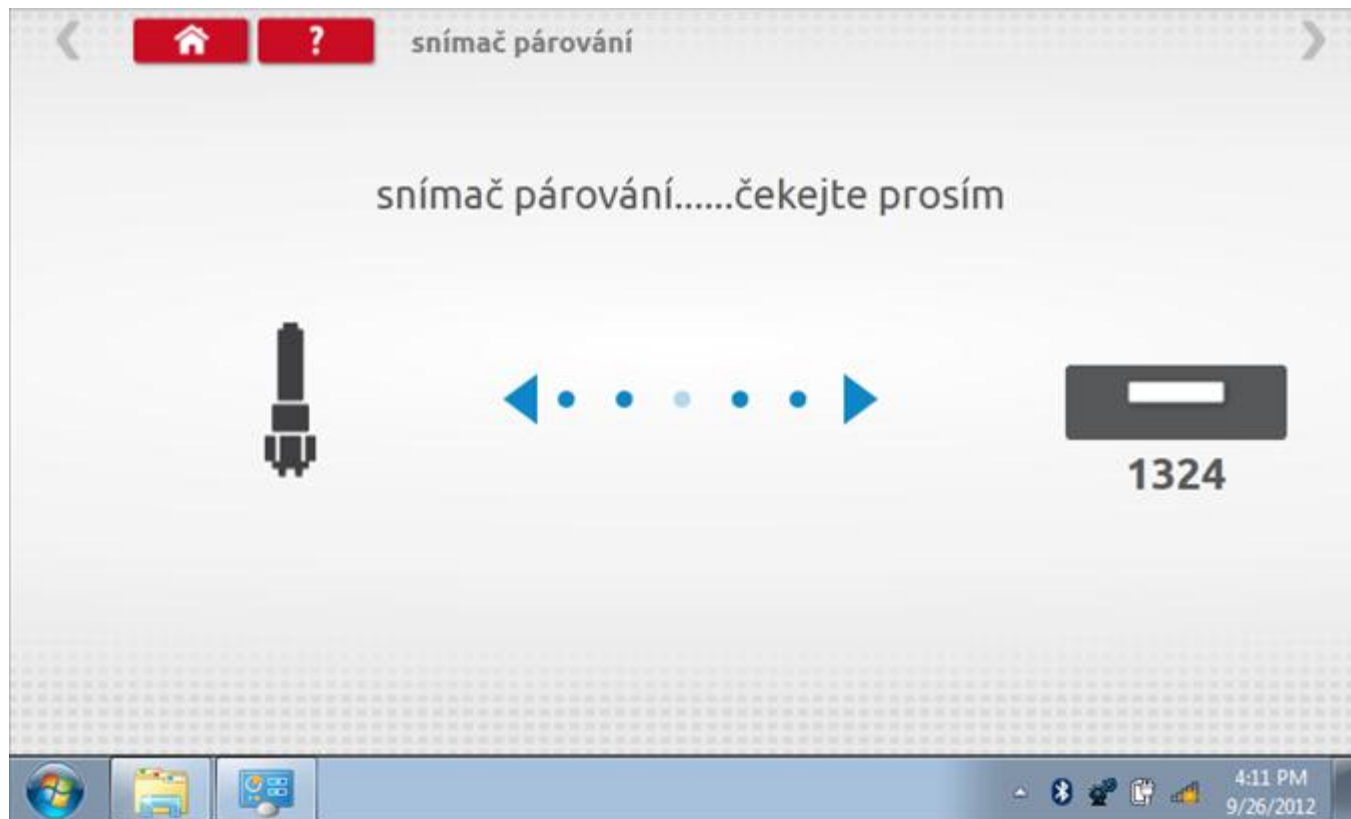 ? snímač párování
snímač párování......čekejte prosím
1324
4:11 PM
9/26/2012